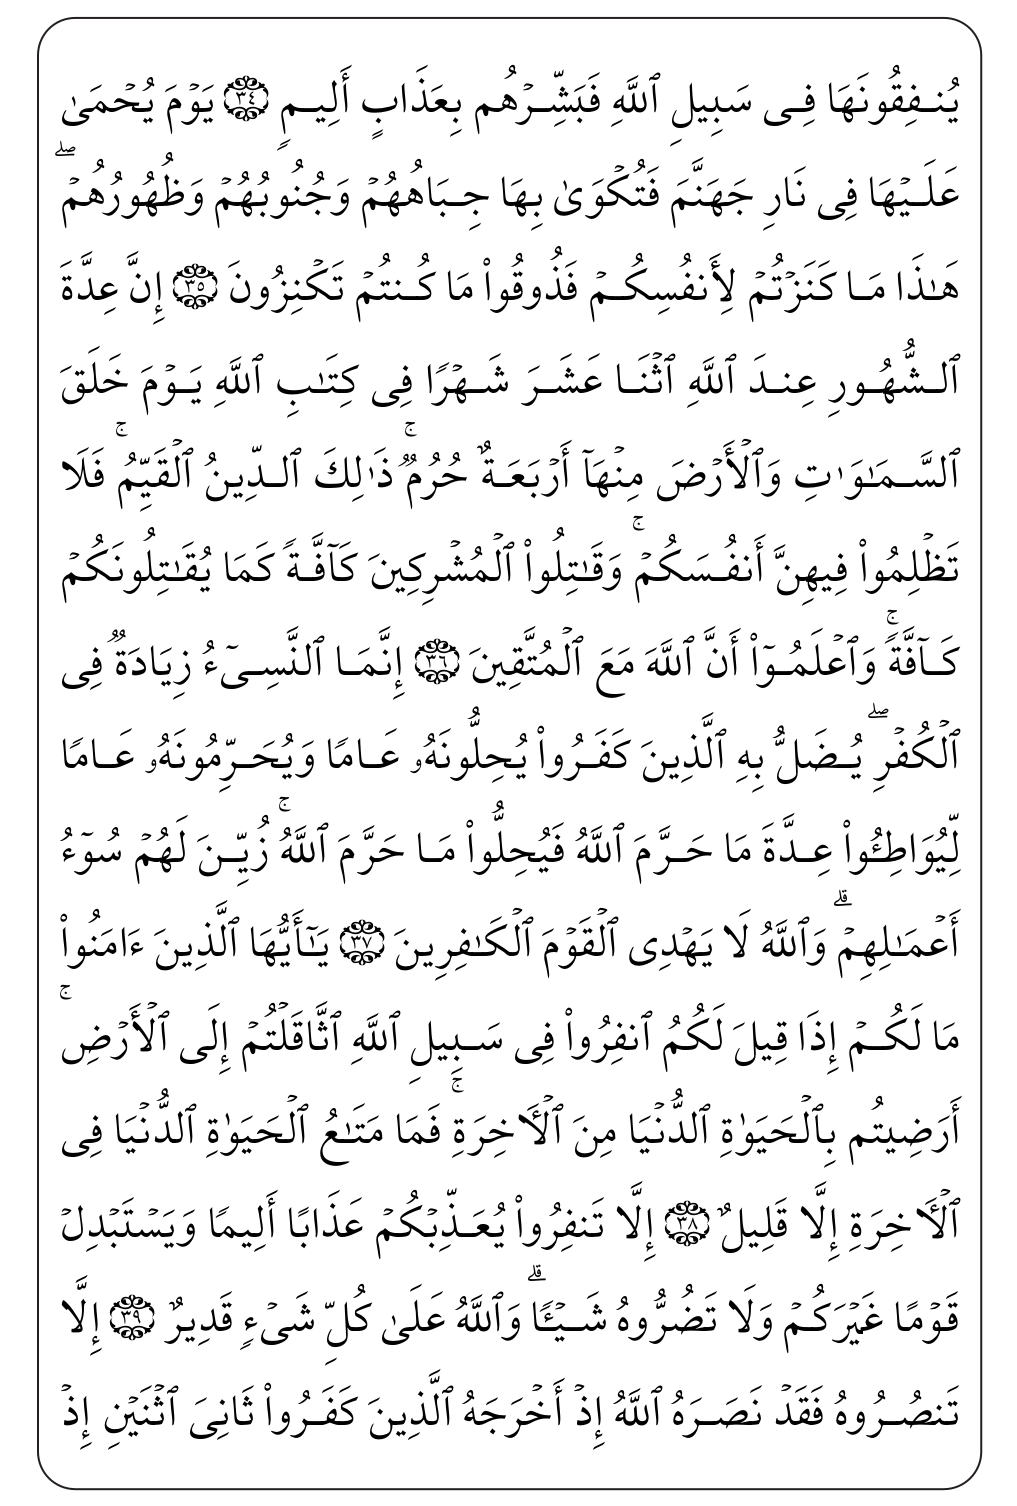 يُنفِقُونَهَا فِى سَبِيلِ ٱللَّهِ فَبَشِّرْهُم بِعَذَابٍ أَلِيمٍ ٣٤ يَوْمَ يُحْمَىٰ
عَلَيْهَا فِى نَارِ جَهَنَّمَ فَتُكْوَىٰ بِهَا جِبَاهُهُمْ وَجُنُوبُهُمْ وَظُهُورُهُمْ ۖ
هَـٰذَا مَا كَنَزْتُمْ لِأَنفُسِكُمْ فَذُوقُوا۟ مَا كُنتُمْ تَكْنِزُونَ ٣٥ إِنَّ عِدَّةَ
ٱلشُّهُورِ عِندَ ٱللَّهِ ٱثْنَا عَشَرَ شَهْرًا فِى كِتَـٰبِ ٱللَّهِ يَوْمَ خَلَقَ
ٱلسَّمَـٰوَٰتِ وَٱلْأَرْضَ مِنْهَآ أَرْبَعَةٌ حُرُمٌ ۚ ذَٰلِكَ ٱلدِّينُ ٱلْقَيِّمُ ۚ فَلَا
تَظْلِمُوا۟ فِيهِنَّ أَنفُسَكُمْ ۚ وَقَـٰتِلُوا۟ ٱلْمُشْرِكِينَ كَآفَّةً كَمَا يُقَـٰتِلُونَكُمْ
كَآفَّةً ۚ وَٱعْلَمُوٓا۟ أَنَّ ٱللَّهَ مَعَ ٱلْمُتَّقِينَ ٣٦ إِنَّمَا ٱلنَّسِىٓءُ زِيَادَةٌ فِى
ٱلْكُفْرِ ۖ يُضَلُّ بِهِ ٱلَّذِينَ كَفَرُوا۟ يُحِلُّونَهُۥ عَامًا وَيُحَرِّمُونَهُۥ عَامًا
لِّيُوَاطِـُٔوا۟ عِدَّةَ مَا حَرَّمَ ٱللَّهُ فَيُحِلُّوا۟ مَا حَرَّمَ ٱللَّهُ ۚ زُيِّنَ لَهُمْ سُوٓءُ
أَعْمَـٰلِهِمْ ۗ وَٱللَّهُ لَا يَهْدِى ٱلْقَوْمَ ٱلْكَـٰفِرِينَ ٣٧ يَـٰٓأَيُّهَا ٱلَّذِينَ ءَامَنُوا۟
مَا لَكُمْ إِذَا قِيلَ لَكُمُ ٱنفِرُوا۟ فِى سَبِيلِ ٱللَّهِ ٱثَّاقَلْتُمْ إِلَى ٱلْأَرْضِ ۚ
أَرَضِيتُم بِٱلْحَيَوٰةِ ٱلدُّنْيَا مِنَ ٱلْـَٔاخِرَةِ ۚ فَمَا مَتَـٰعُ ٱلْحَيَوٰةِ ٱلدُّنْيَا فِى
ٱلْـَٔاخِرَةِ إِلَّا قَلِيلٌ ٣٨ إِلَّا تَنفِرُوا۟ يُعَذِّبْكُمْ عَذَابًا أَلِيمًا وَيَسْتَبْدِلْ
قَوْمًا غَيْرَكُمْ وَلَا تَضُرُّوهُ شَيْـًٔا ۗ وَٱللَّهُ عَلَىٰ كُلِّ شَىْءٍ قَدِيرٌ ٣٩ إِلَّا
تَنصُرُوهُ فَقَدْ نَصَرَهُ ٱللَّهُ إِذْ أَخْرَجَهُ ٱلَّذِينَ كَفَرُوا۟ ثَانِىَ ٱثْنَيْنِ إِذْ